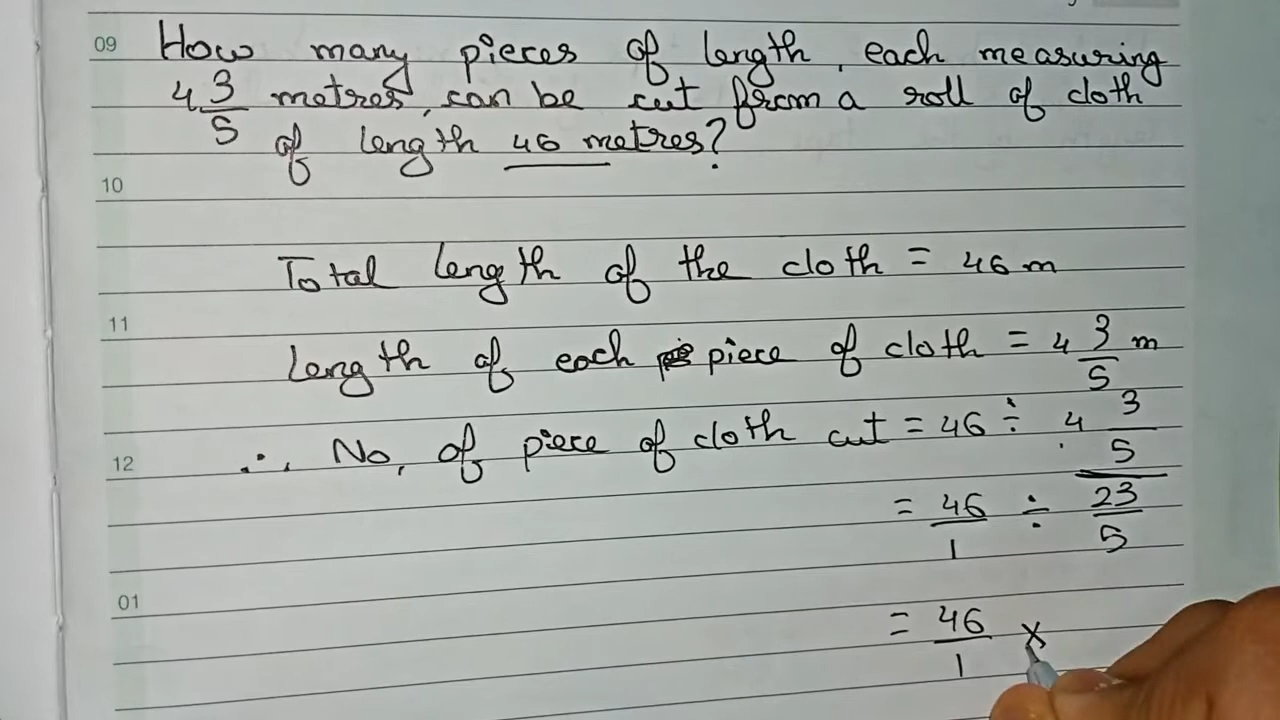 09 How many pieces of length, each measuring
4 3/5 metres, can be cut from a roll of cloth
of length 46 metres?
10
Total length of the cloth = 46 m
11
Length of each piece of cloth = 4 3/5 m
12 ∴ No. of piece of cloth cut = 46 ÷ 4 3/5
= 46/1 ÷ 23/5
01
= 46/1 ×